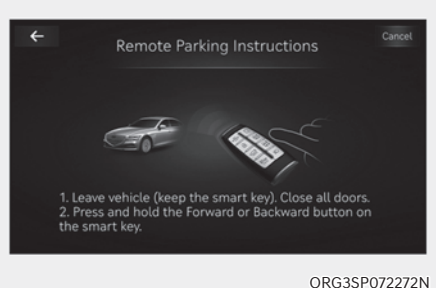 Remote Parking Instructions
Cancel
1. Leave vehicle (keep the smart key). Close all doors.
2. Press and hold the Forward or Backward button on
the smart key.
ORG3SP072272N